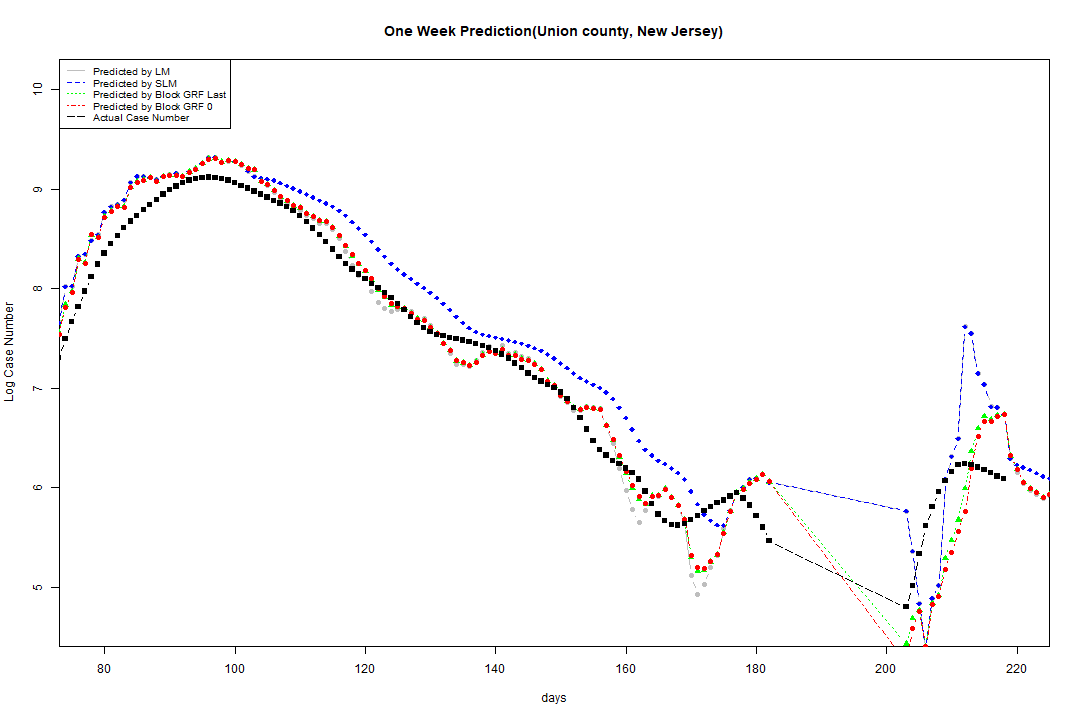 One Week Prediction(Union county, New Jersey)
Predicted by LM
Predicted by SLM
Predicted by Block GRF Last
Predicted by Block GRF 0
Actual Case Number
Log Case Number
10
9
8
7
6
5
80 100 120 140 160 180 200 220
days